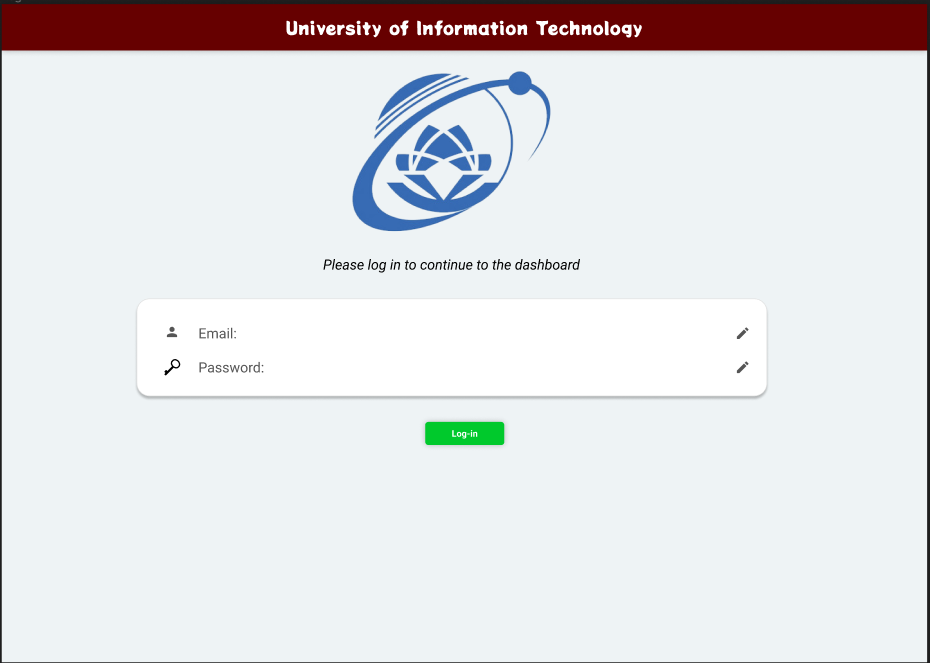 University of Information Technology
Please log in to continue to the dashboard
Email:
Password:
Log-in